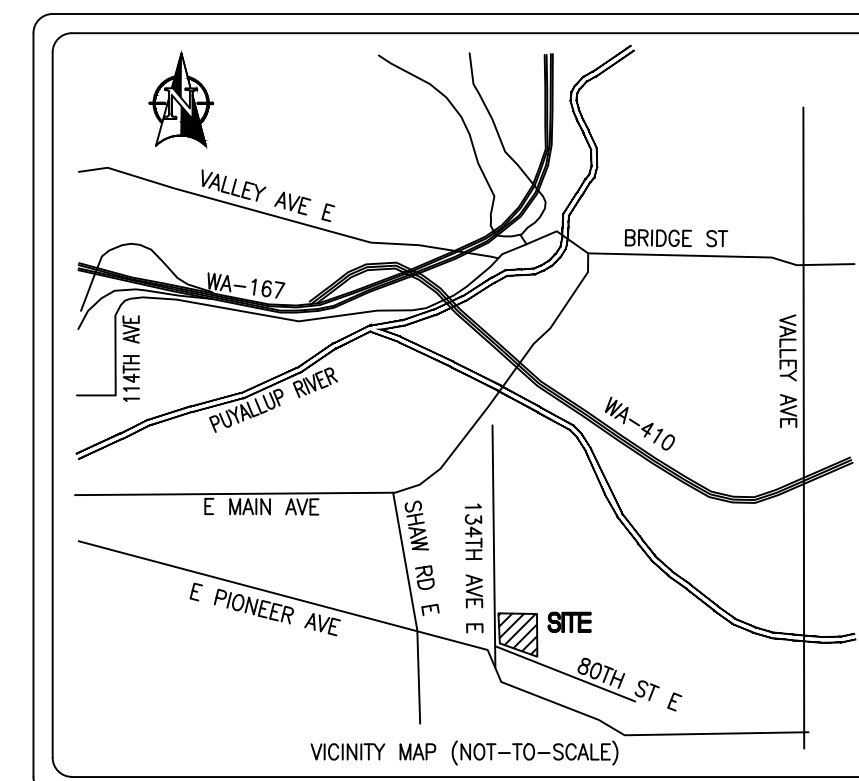 N
VALLEY AVE E
BRIDGE ST
WA-167
114TH AVE
VALLEY AVE
PUYALLUP RIVER
WA-410
E MAIN AVE
SHAW RD E
134TH AVE E
E PIONEER AVE
SITE
80TH ST E
VICINITY MAP (NOT-TO-SCALE)